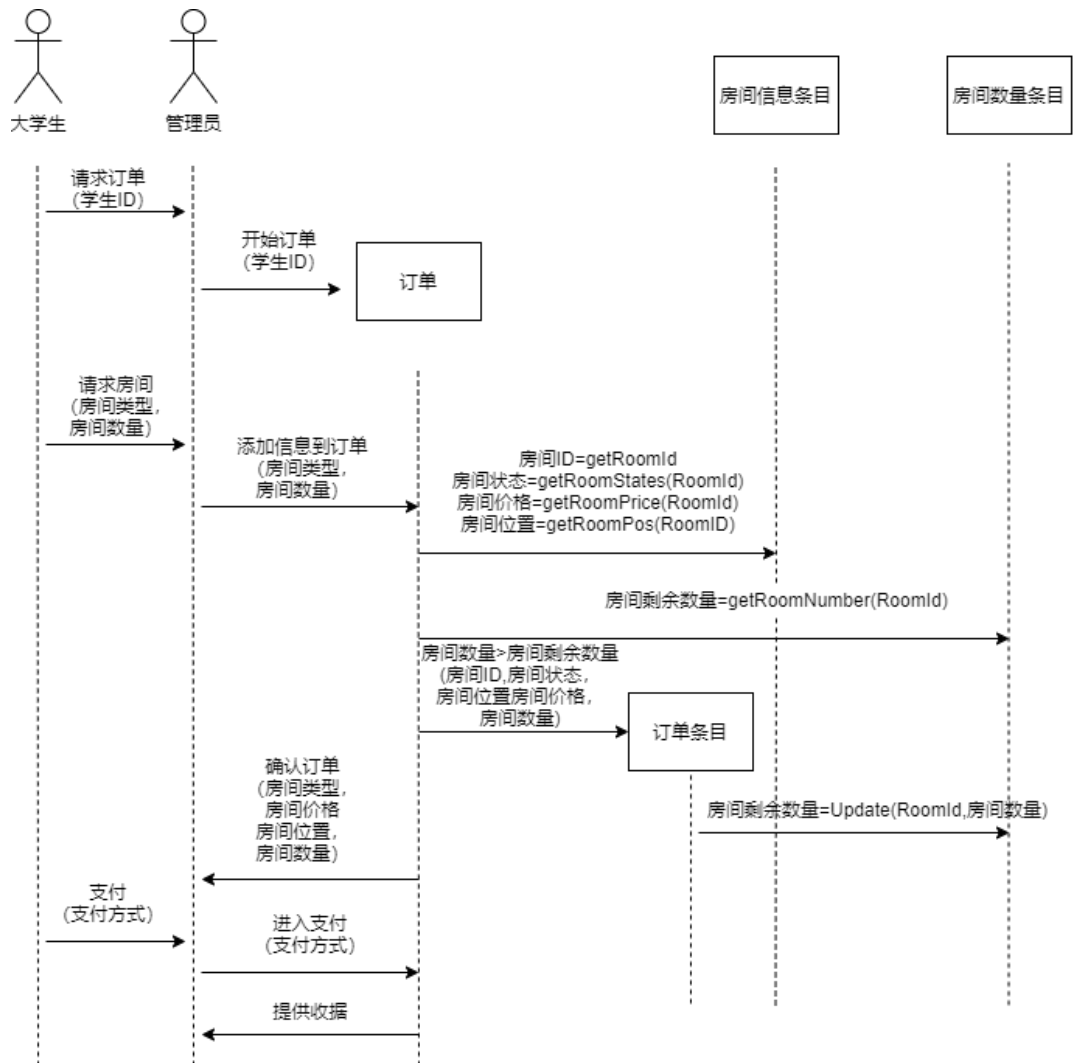 大学生
管理员
房间信息条目
房间数量条目
请求订单
(学生ID)
开始订单
(学生ID)
订单
请求房间
(房间类型，
房间数量)
添加信息到订单
(房间类型，
房间数量)
房间ID=getRoomId
房间状态=getRoomStates(RoomId)
房间价格=getRoomPrice(RoomId)
房间位置=getRoomPos(RoomID)
房间剩余数量=getRoomNumber(RoomId)
房间数量>房间剩余数量
(房间ID,房间状态，
房间位置房间价格，
房间数量)
订单条目
房间剩余数量=Update(RoomId,房间数量)
确认订单
(房间类型，
房间价格
房间位置，
房间数量)
支付
(支付方式)
进入支付
(支付方式)
提供收据